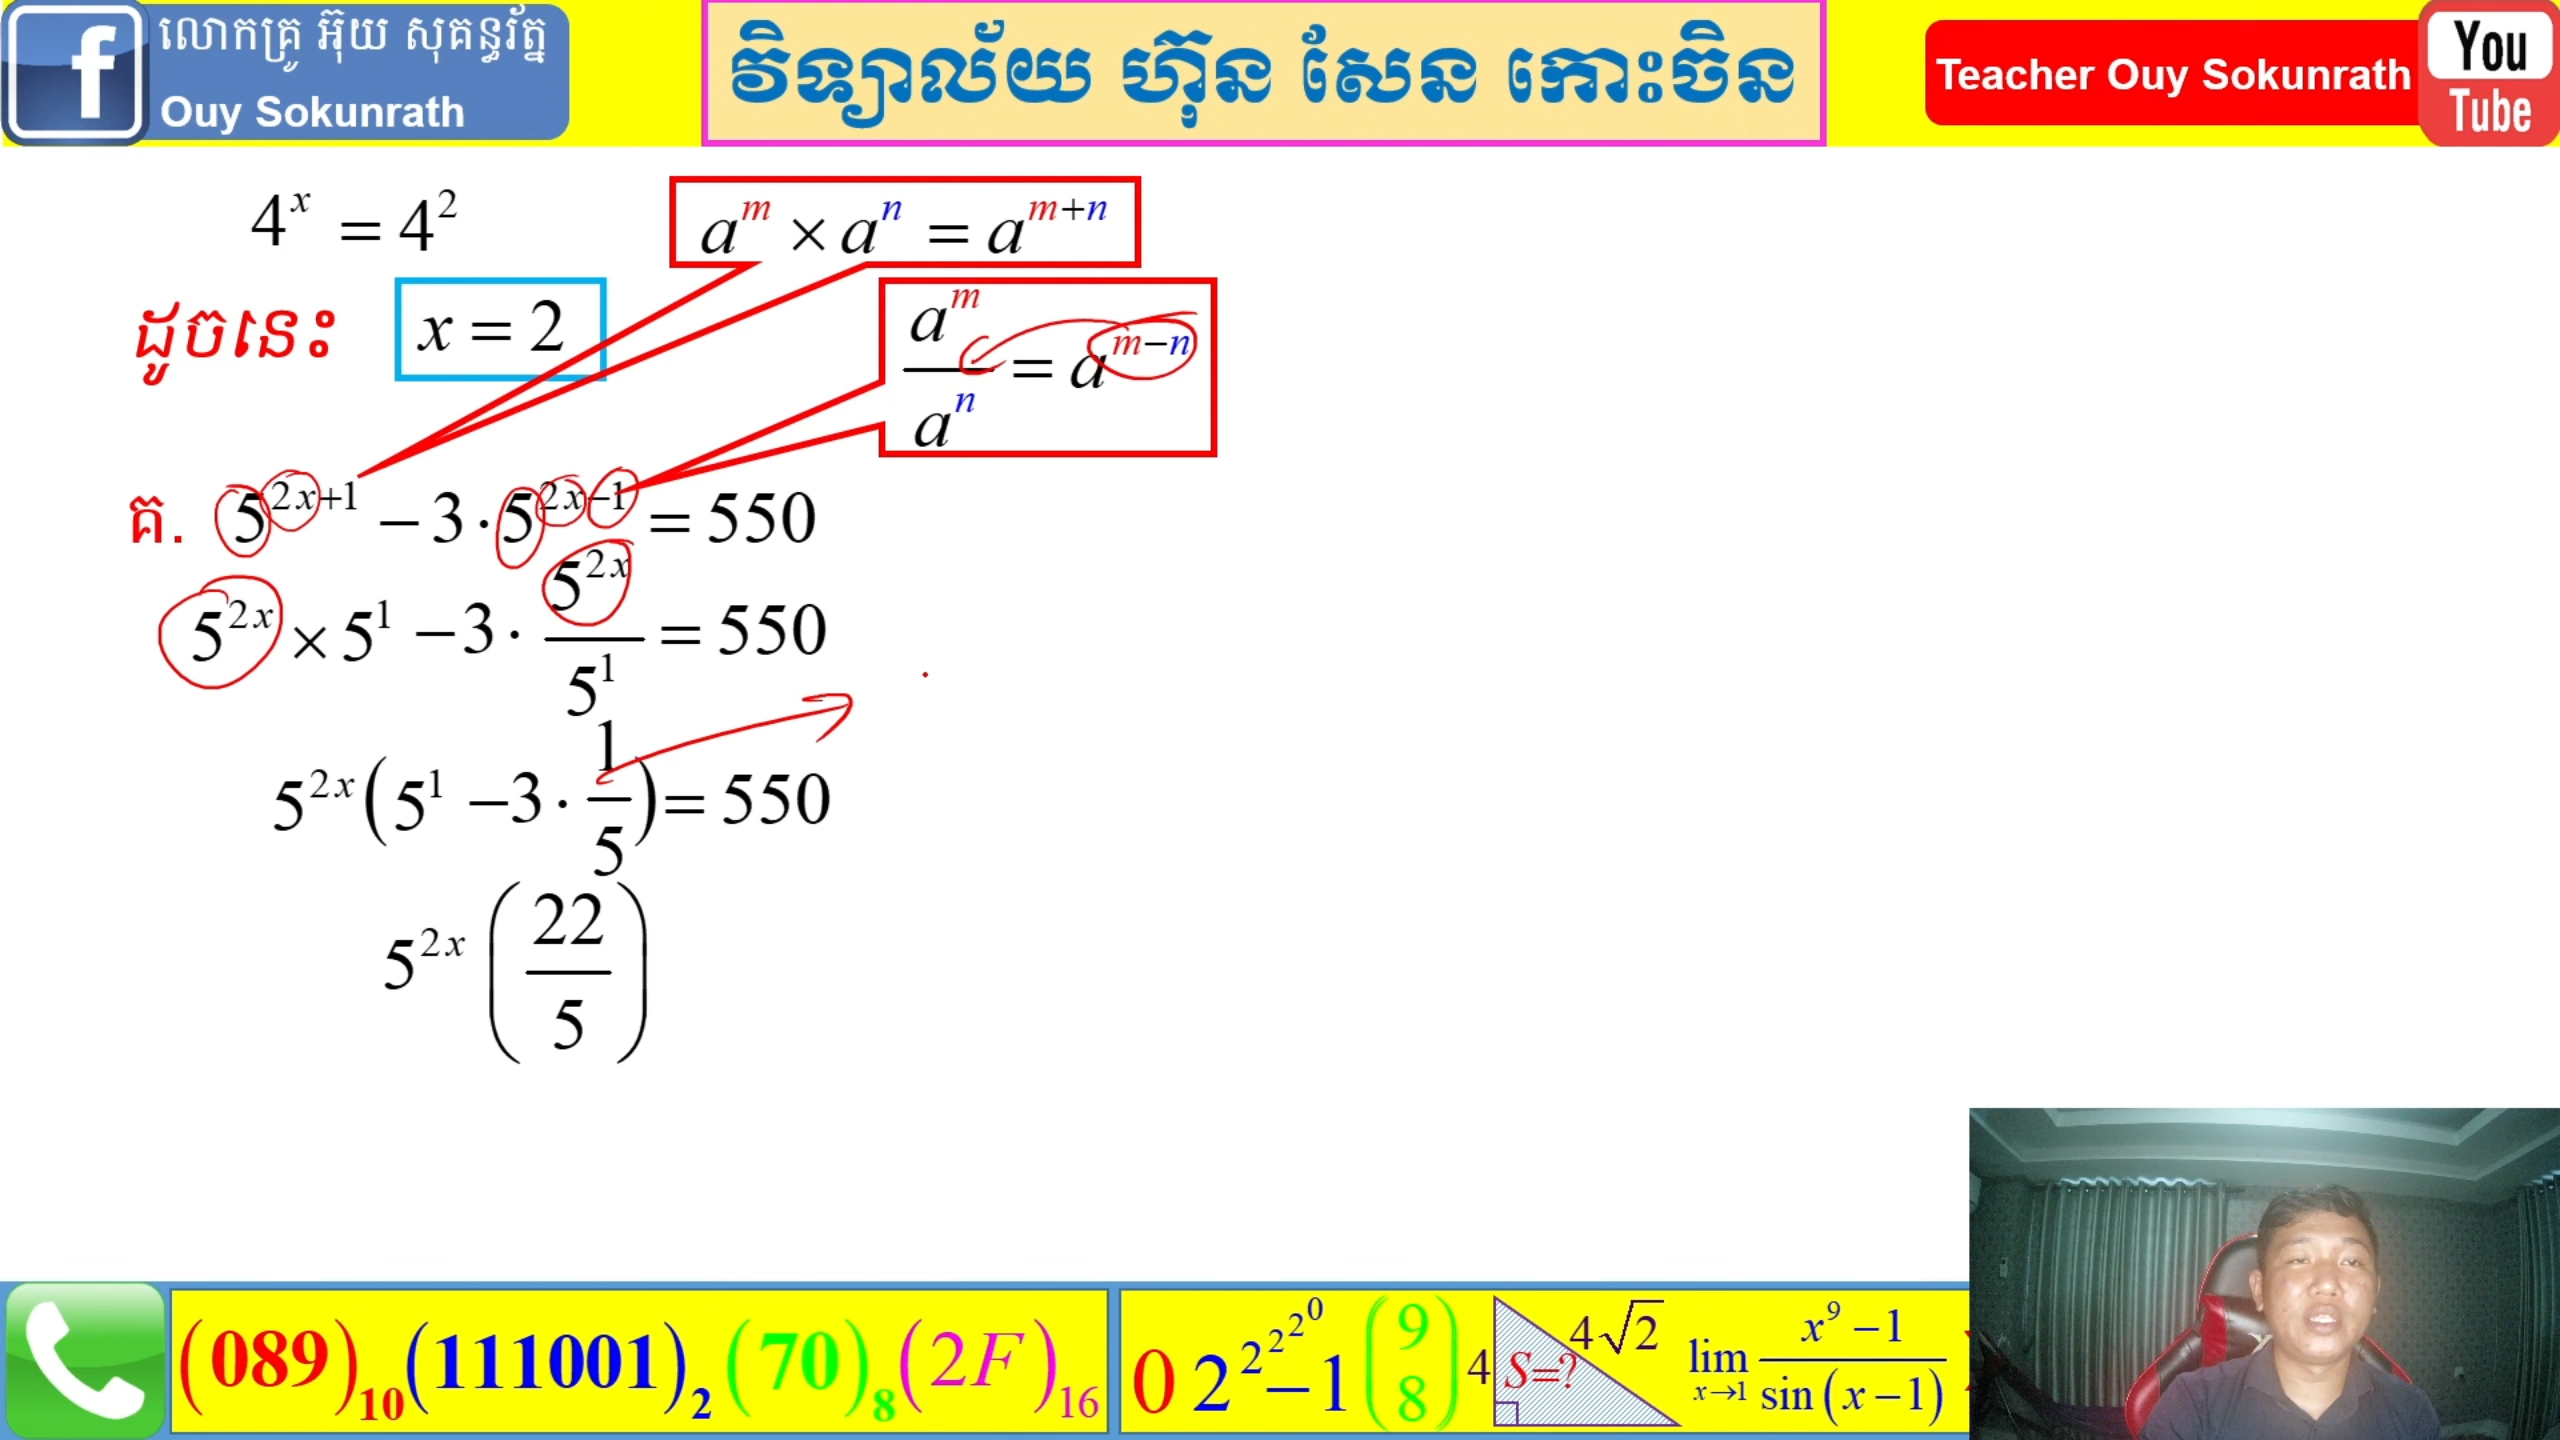 លោកគ្រូ អ៊ុយ សុគន្ធរ័ត្ន
Ouy Sokunrath
វិទ្យាល័យ ហ៊ុន សែន កោះចិន
Teacher Ouy Sokunrath
You
Tube
4^x = 4^2
a^m × a^n = a^{m+n}
ដូចនេះ x = 2
a^m / a^n = a^{m−n}
គ. 5^{2x+1} − 3 · 5^{2x−1} = 550
5^{2x} × 5^1 − 3 · 5^{2x} / 5^1 = 550
5^{2x} (5^1 − 3 · 1/5) = 550
5^{2x} (22/5)
(089)_10 (111001)_2 (70)_8 (2F)_16
0 2^{2^{2^{2^0}}} −1 (9 8) 4 S=? 4√2 lim x→1 x^9 − 1 / sin (x − 1)